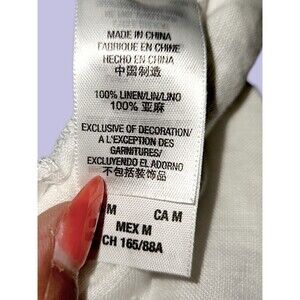 MADE IN CHINA
FABRIQUÉ EN CHINE
HECHO EN CHINA
中国制造
100% LINEN/LIN/LINO
100% 亚麻
EXCLUSIVE OF DECORATION/
A L'EXCEPTION DES
GARNITURES/
EXCLUYENDO EL ADORNO
不包括装饰品
M CA M
MEX M
CH 165/88A